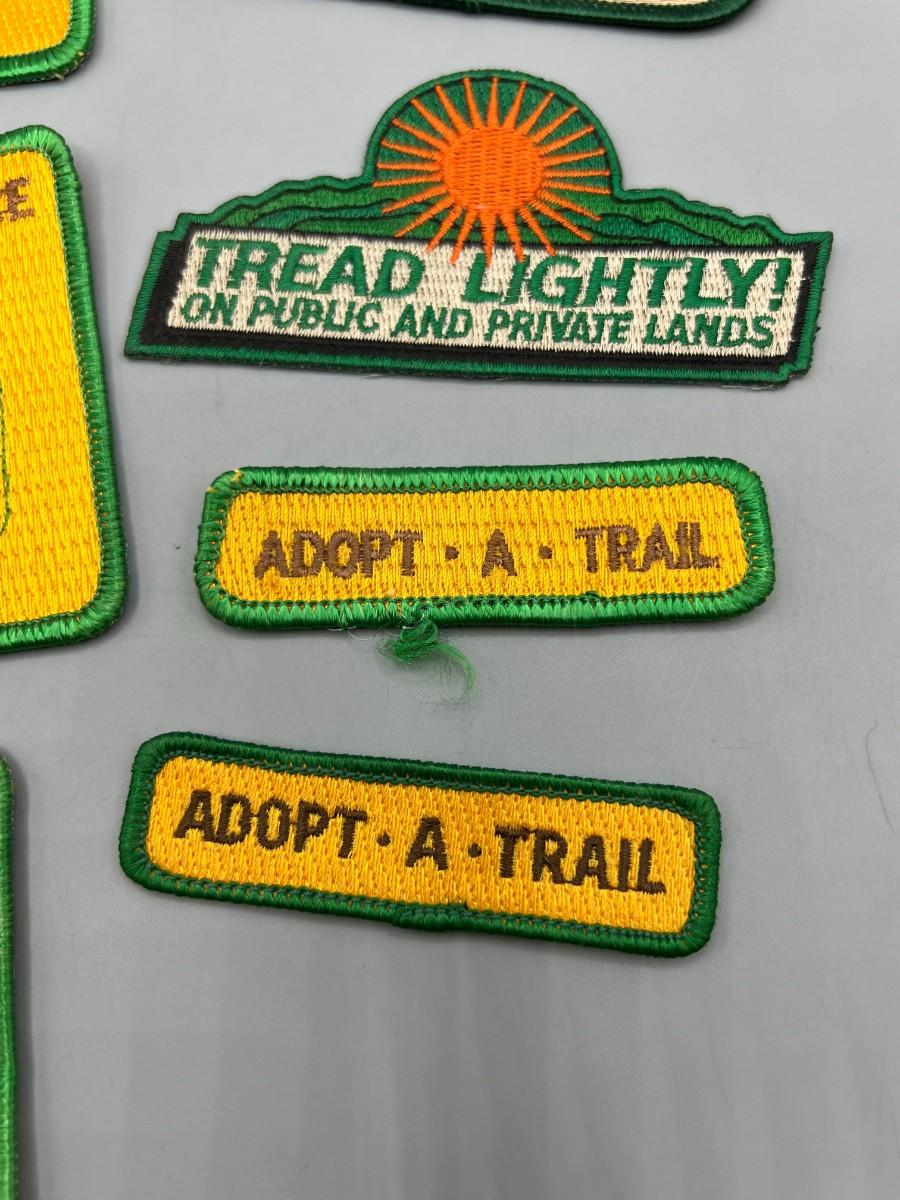 TREAD LIGHTLY!
ON PUBLIC AND PRIVATE LANDS
ADOPT · A · TRAIL
ADOPT · A · TRAIL